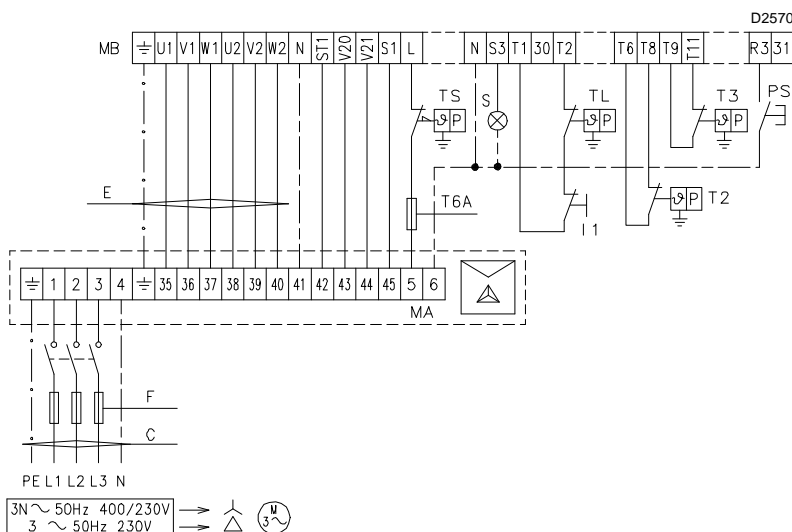 D2570
MB ⏚ U1 V1 W1 U2 V2 W2 N ST1 V20 V21 S1 L N S3 T1 30 T2 T6 T8 T9 T11 R3 31
TS S TL T3 PS
ϑ P ϑ P ϑ P
E T6A I1 ϑ P T2
⏚ 1 2 3 4 ⏚ 35 36 37 38 39 40 41 42 43 44 45 5 6
MA
F
C
PE L1 L2 L3 N
3N ~ 50Hz 400/230V
3 ~ 50Hz 230V
M
3~